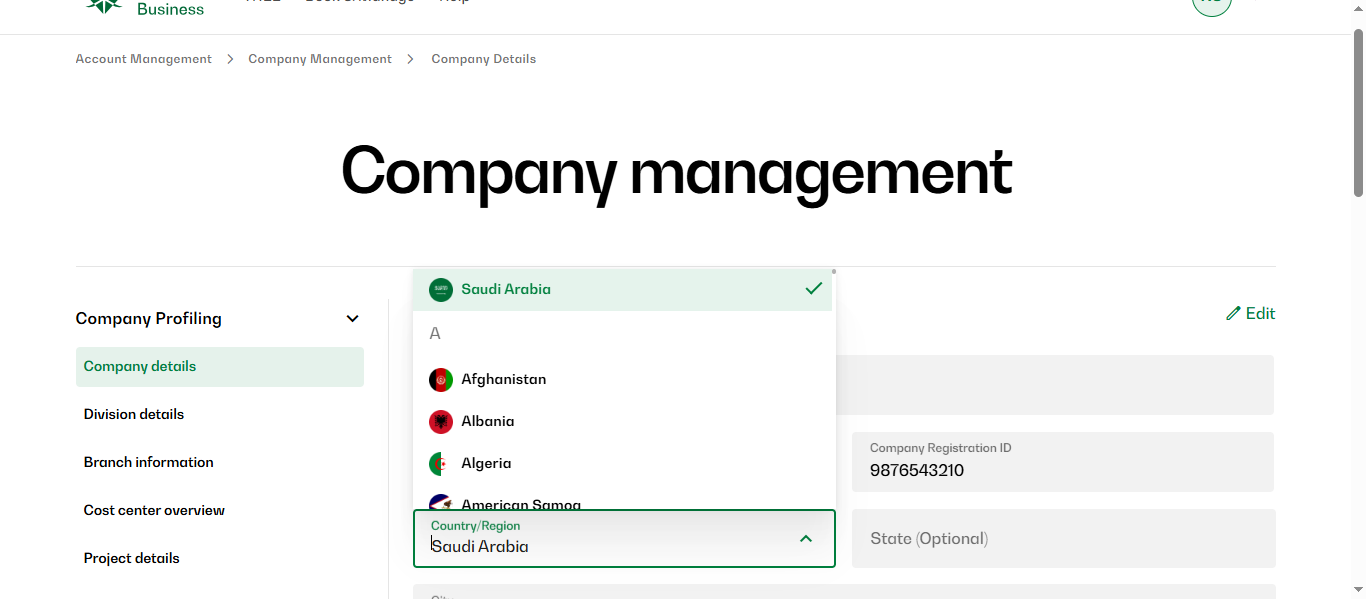 Business
Help
Account Management > Company Management > Company Details
Company management
Company Profiling
Company details
Division details
Branch information
Cost center overview
Project details
Saudi Arabia
A
Afghanistan
Albania
Algeria
American Samoa
Country/Region
Saudi Arabia
Edit
Company Registration ID
9876543210
State (Optional)